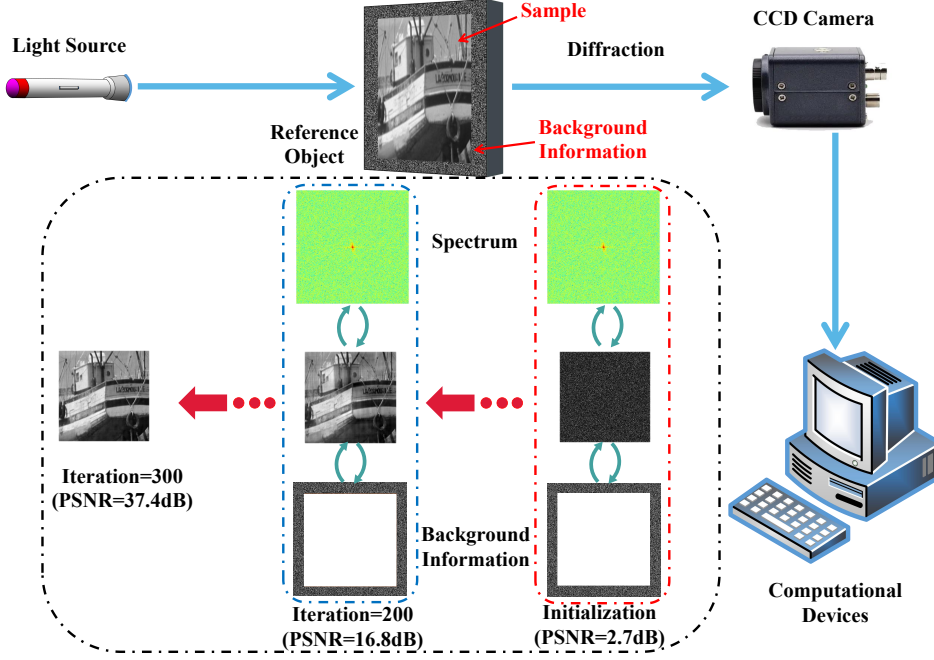 Sample
CCD Camera
Light Source
Diffraction
Reference
Object
Background
Information
Spectrum
Iteration=300
(PSNR=37.4dB)
Background
Information
Iteration=200
(PSNR=16.8dB)
Initialization
(PSNR=2.7dB)
Computational
Devices